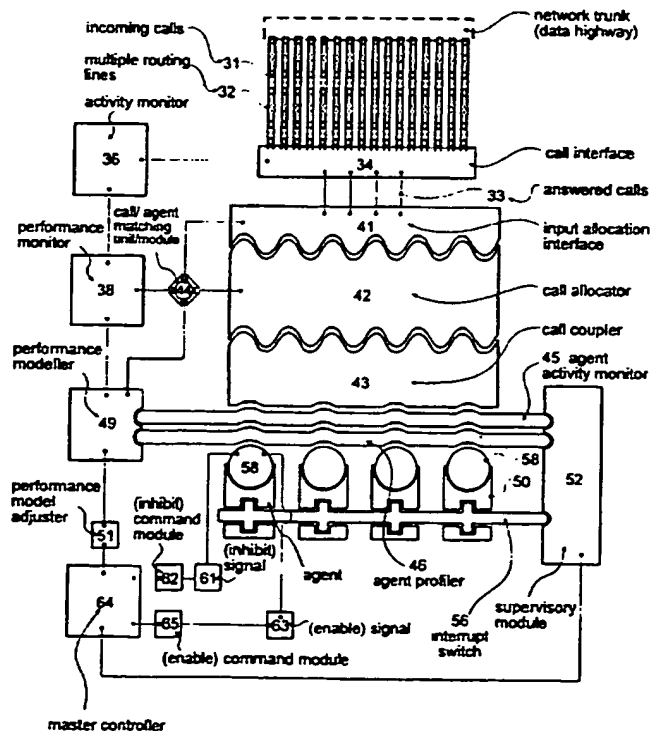 network trunk
(data highway)
incoming calls
31
multiple routing
lines
32
activity monitor
36
34
call interface
33
answered calls
call/ agent
matching
unit/module
41
input allocation
interface
performance
monitor
38
44
42
call allocator
call coupler
performance
modeller
43
45 agent
activity monitor
49
58
58
50
52
performance
model
adjuster
51
(inhibit)
command
module
(inhibit)
signal
62
61
agent
46
agent profiler
56
interrupt
switch
supervisory
module
64
65
63
(enable) signal
(enable) command module
master controller